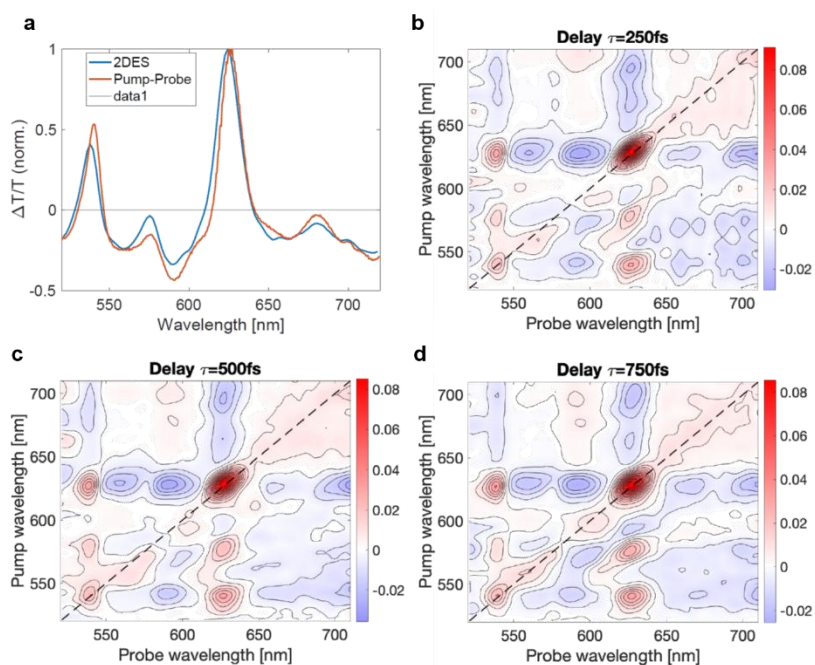 a
2DES
Pump-Probe
data1
1
0.5
0
-0.5
ΔT/T (norm.)
550
600
650
700
Wavelength [nm]
b
Delay τ=250fs
700
650
600
550
Pump wavelength [nm]
550
600
650
700
Probe wavelength [nm]
0.08
0.06
0.04
0.02
0
-0.02
c
Delay τ=500fs
700
650
600
550
Pump wavelength [nm]
550
600
650
700
Probe wavelength [nm]
0.08
0.06
0.04
0.02
0
-0.02
d
Delay τ=750fs
700
650
600
550
Pump wavelength [nm]
550
600
650
700
Probe wavelength [nm]
0.08
0.06
0.04
0.02
0
-0.02